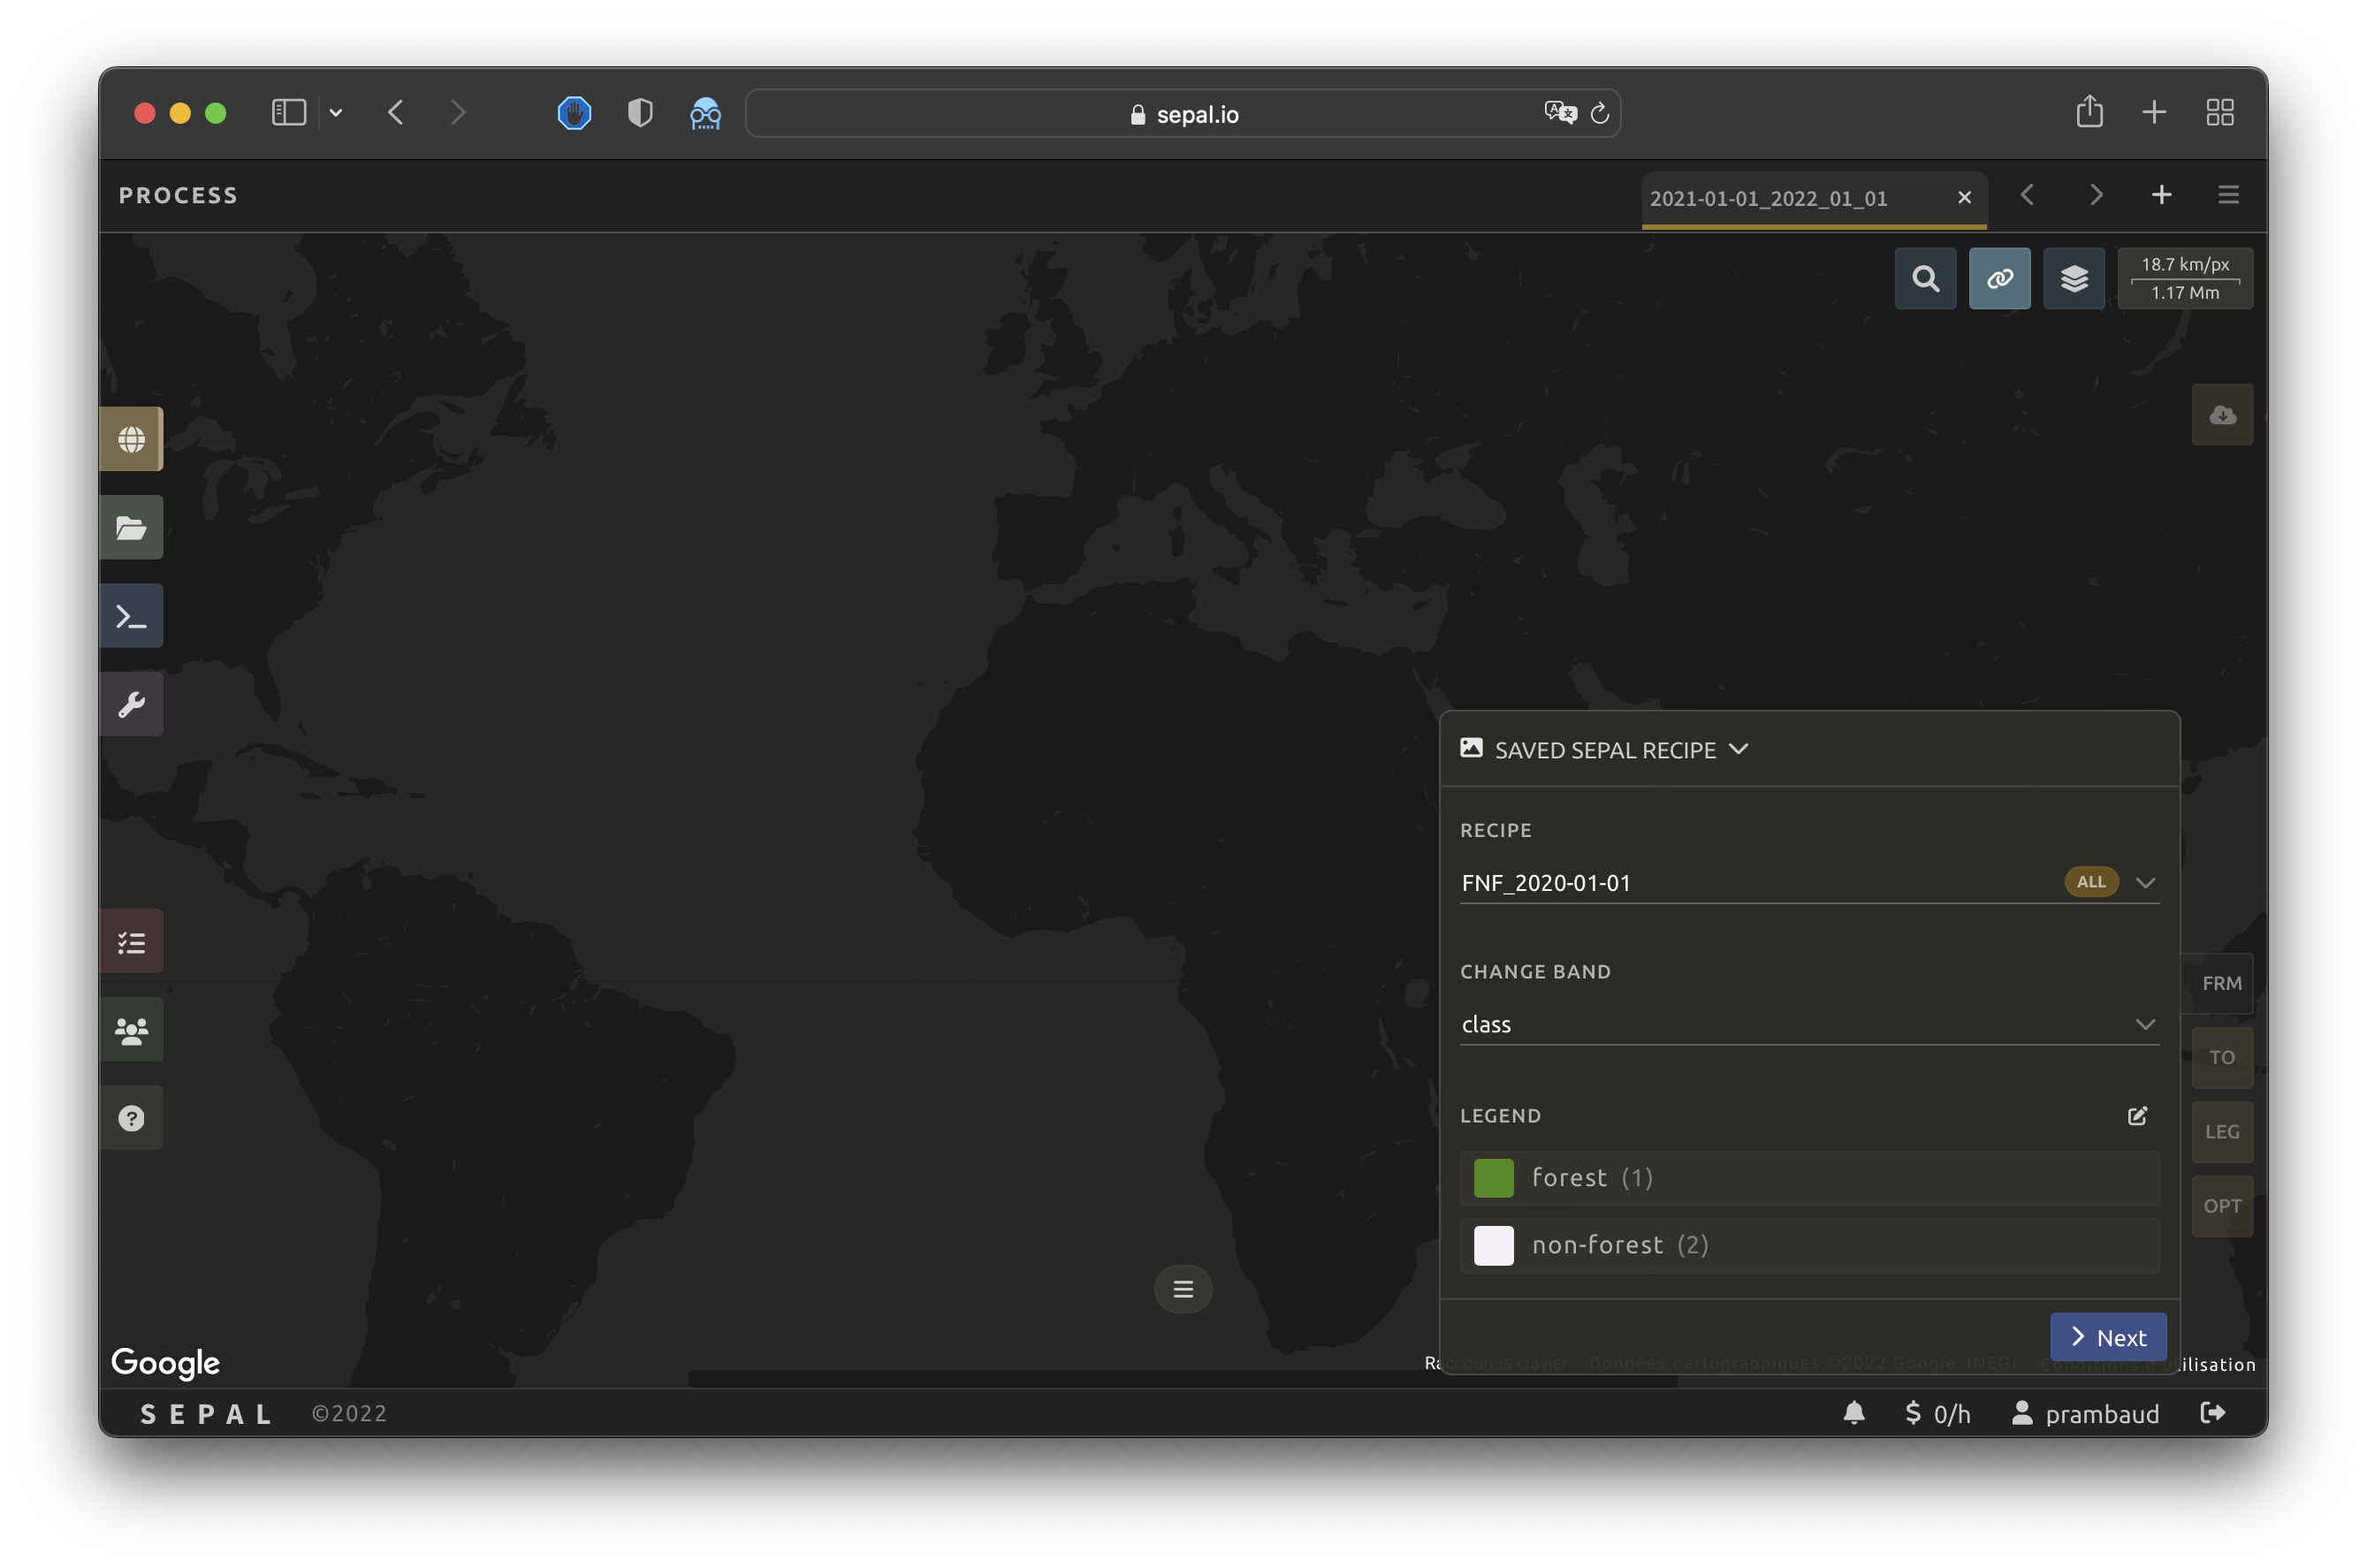 sepal.io
PROCESS
2021-01-01_2022_01_01
18.7 km/px
1.17 Mm
SAVED SEPAL RECIPE
RECIPE
FNF_2020-01-01
ALL
CHANGE BAND
class
LEGEND
forest (1)
non-forest (2)
Next
FRM
TO
LEG
OPT
Google
Raccourcis clavier Données cartographiques ©2022 Google, INEGI Conditions d'utilisation
SEPAL ©2022
$ 0/h prambaud